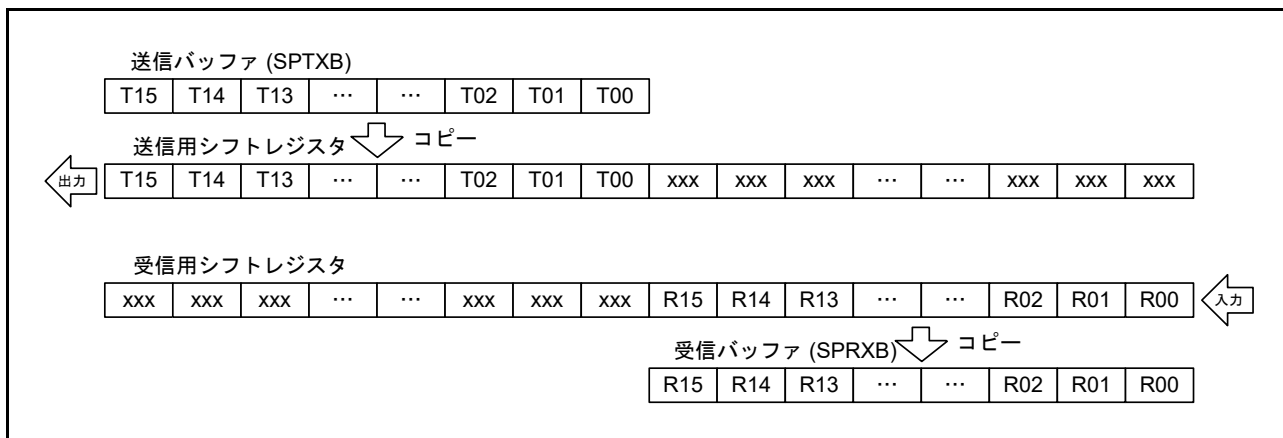 送信バッファ (SPTXB)
T15 T14 T13 … … T02 T01 T00
コピー
送信用シフトレジスタ
出力 T15 T14 T13 … … T02 T01 T00 xxx xxx xxx … … xxx xxx xxx
受信用シフトレジスタ
xxx xxx xxx … … xxx xxx xxx R15 R14 R13 … … R02 R01 R00 入力
コピー
受信バッファ (SPRXB)
R15 R14 R13 … … R02 R01 R00